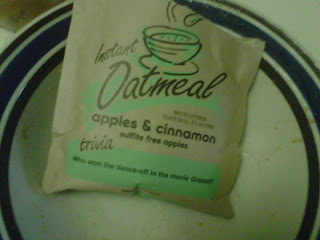 Instant
Oatmeal
WITH OTHER
NATURAL FLAVORS
apples & cinnamon
sulfite free apples
trivia
Who won the dance-off in the movie Grease?